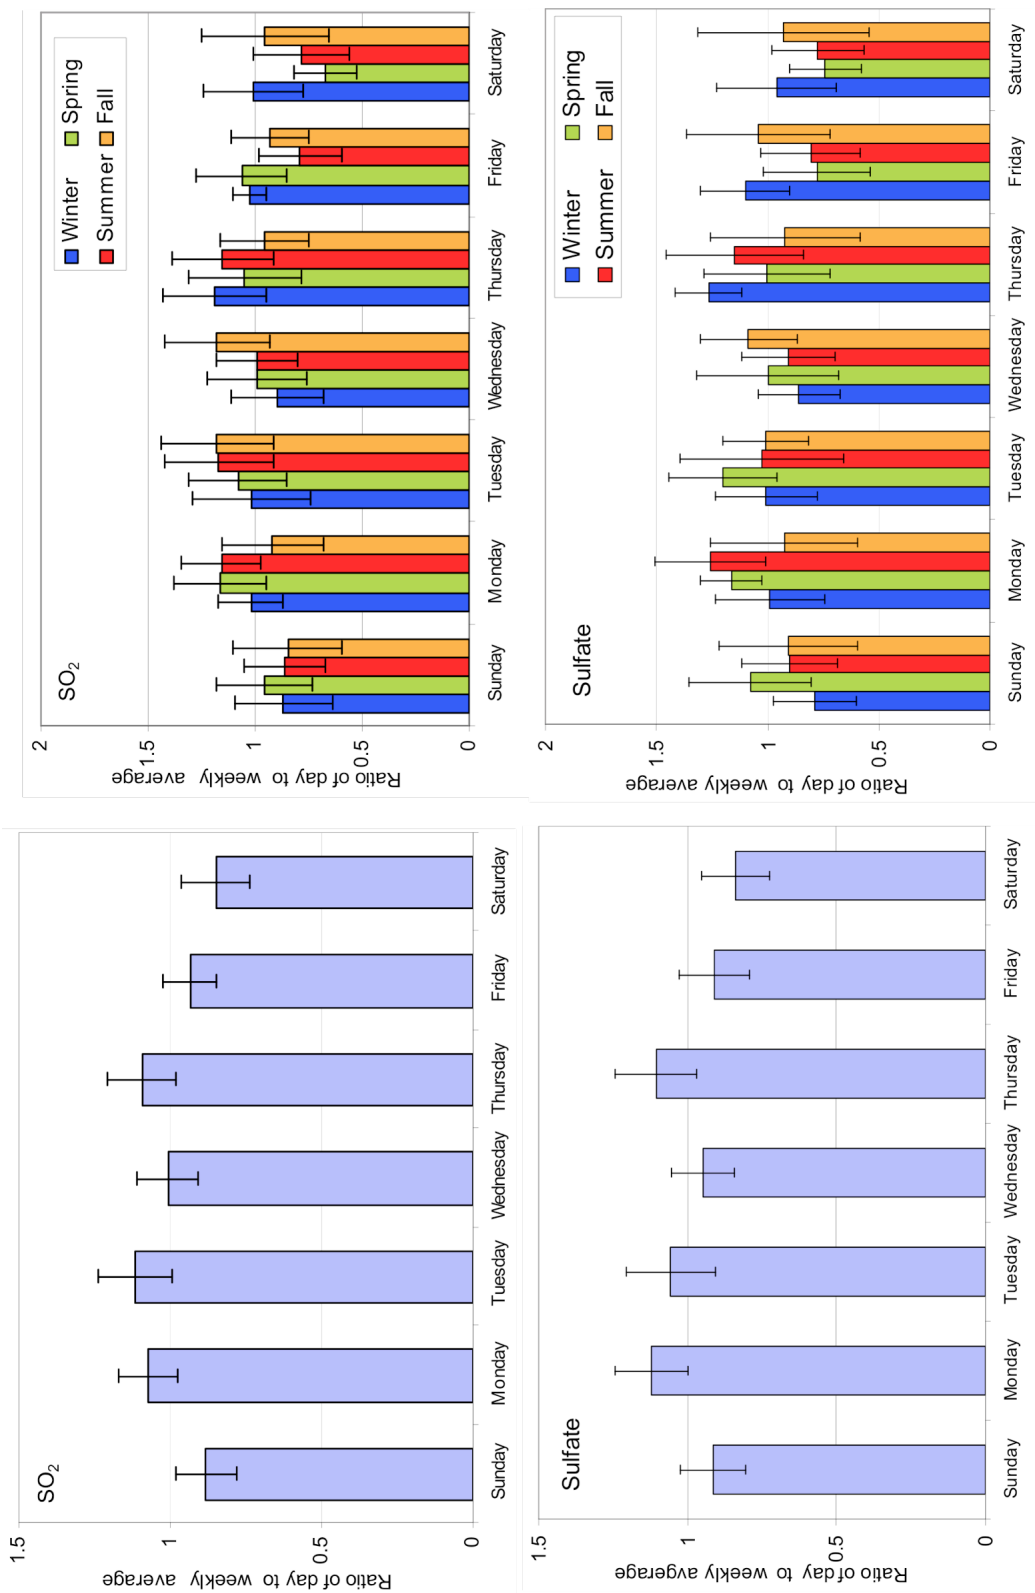 SO2
Ratio of day to weekly average
1.5
1
0.5
0
Sunday
Monday
Tuesday
Wednesday
Thursday
Friday
Saturday
SO2
Winter
Spring
Summer
Fall
Ratio of day to weekly average
2
1.5
1
0.5
0
Sunday
Monday
Tuesday
Wednesday
Thursday
Friday
Saturday
Sulfate
Ratio of day to weekly avgerage
1.5
1
0.5
0
Sunday
Monday
Tuesday
Wednesday
Thursday
Friday
Saturday
Sulfate
Winter
Spring
Summer
Fall
Ratio of day to weekly average
2
1.5
1
0.5
0
Sunday
Monday
Tuesday
Wednesday
Thursday
Friday
Saturday